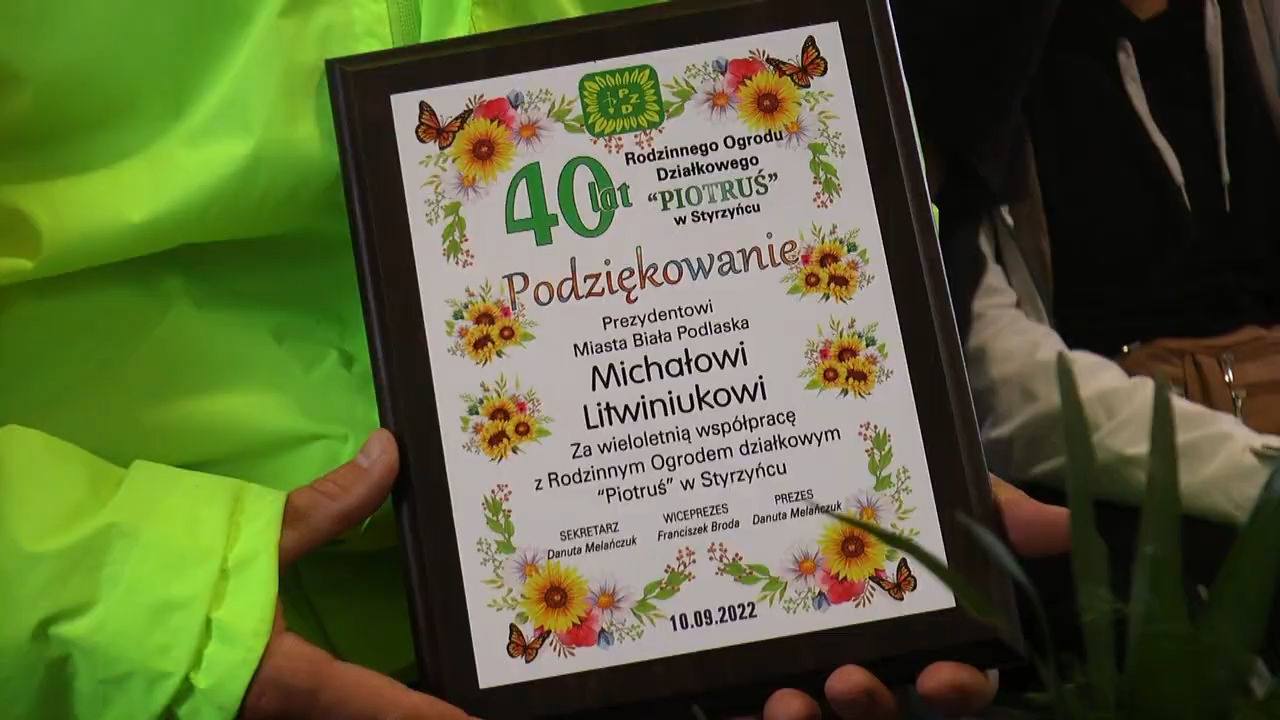 PZD
40 lat
Rodzinnego Ogrodu
Działkowego
“PIOTRUŚ”
w Styrzyńcu
Podziękowanie
Prezydentowi
Miasta Biała Podlaska
Michałowi
Litwiniukowi
Za wieloletnią współpracę
z Rodzinnym Ogrodem działkowym
“Piotruś” w Styrzyńcu
SEKRETARZ
Danuta Melańczuk
WICEPREZES
Franciszek Broda
PREZES
Danuta Melańczuk
10.09.2022